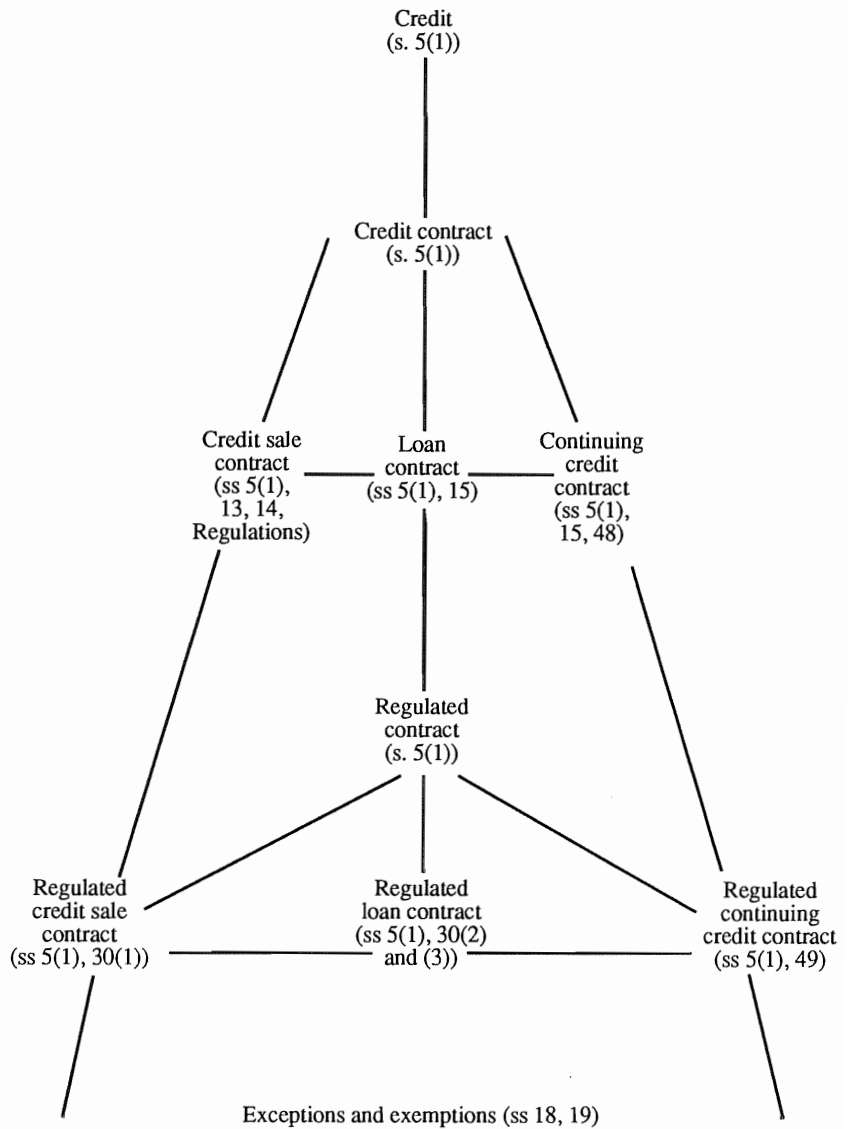 Credit
(s. 5(1))
Credit contract
(s. 5(1))
Credit sale
contract
(ss 5(1),
13, 14,
Regulations)
Loan
contract
(ss 5(1), 15)
Continuing
credit
contract
(ss 5(1),
15, 48)
Regulated
contract
(s. 5(1))
Regulated
credit sale
contract
(ss 5(1), 30(1))
Regulated
loan contract
(ss 5(1), 30(2)
and (3))
Regulated
continuing
credit contract
(ss 5(1), 49)
Exceptions and exemptions (ss 18, 19)